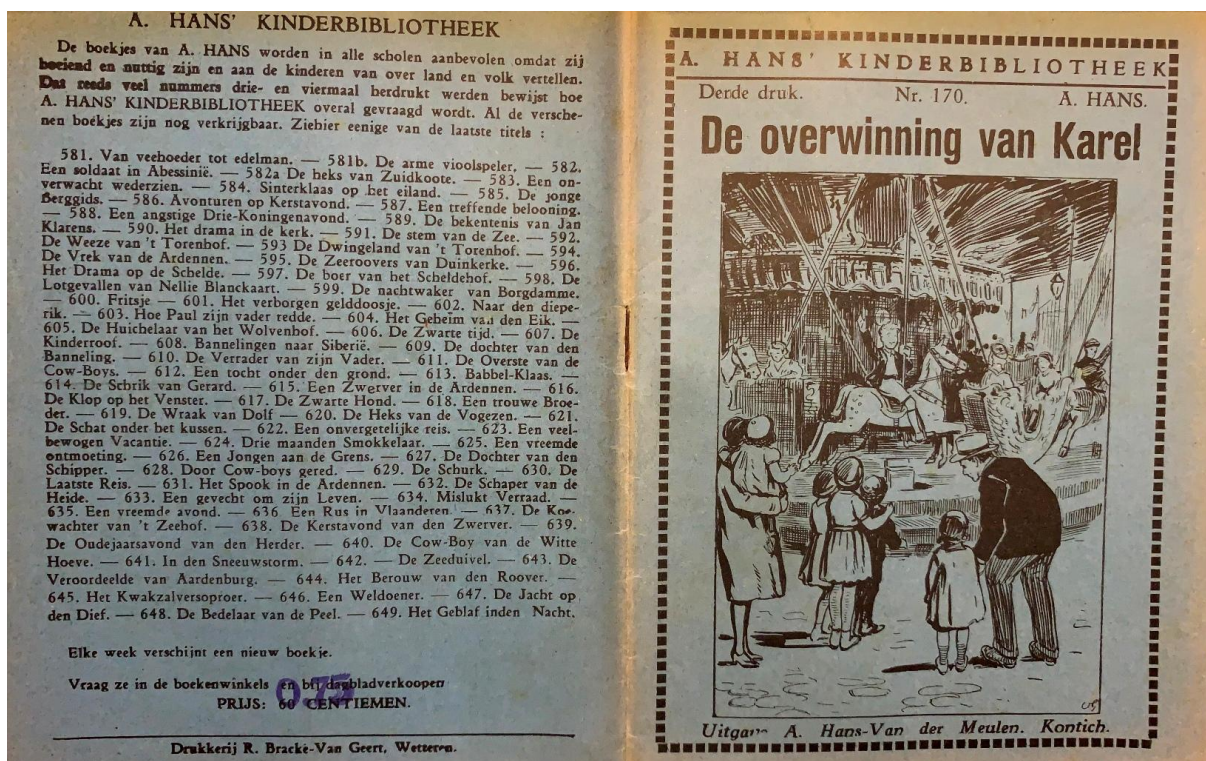 A. HANS' KINDERBIBLIOTHEEK
De boekjes van A. HANS worden in alle scholen aanbevolen omdat zij
boeiend en nuttig zijn en aan de kinderen van over land en volk vertellen.
Dat reeds veel nummers drie- en viermaal berdrukt werden bewijst hoe
A. HANS' KINDERBIBLIOTHEEK overal gevraagd wordt. Al de versche-
nen boekjes zijn nog verkrijgbaar. Ziebier eenige van de laatste titels :
581. Van veehoeder tot edelman. — 581b. De arme vioolspeler. — 582.
Een soldaat in Abessinië. — 582a De heks van Zuidkoote. — 583. Een on-
verwacht wederzien. — 584. Sinterklaas op het eiland. — 585. De jonge
Berggids. — 586. Avonturen op Kerstavond. — 587. Een treffende belooning.
— 588. Een angstige Drie-Koningenavond. — 589. De bekentenis van Jan
Klarens. — 590. Het drama in de kerk. — 591. De stem van de Zee. — 592.
De Weeze van 't Torenhof. — 593 De Dwingeland van 't Torenhof. — 594.
De Vrek van de Ardennen. — 595. De Zeeroovers van Duinkerke. — 596.
Het Drama op de Schelde. — 597. De boer van het Scheldehof. — 598. De
Lotgevallen van Nellie Blanckaart. — 599. De nachtwaker van Borgdamme.
— 600. Fritsje — 601. Het verborgen gelddoosje. — 602. Naar den diepe-
rik. — 603. Hoe Paul zijn vader redde. — 604. Het Geheim van den Eik. —
605. De Huichelaar van het Wolvenhof. — 606. De Zwarte tijd. — 607. De
Kinderroof. — 608. Bannelingen naar Siberië. — 609. De dochter van den
Banneling. — 610. De Verrader van zijn Vader. — 611. De Overste van de
Cow-Boys. — 612. Een tocht onder den grond. — 613. Babbel-Klaas. —
614. De Schrik van Gerard. — 615. Een Zwerver in de Ardennen. — 616.
De Klop op het Venster. — 617. De Zwarte Hond. — 618. Een trouwe Broe-
der. — 619. De Wraak van Dolf — 620. De Heks van de Vogezen. — 621.
De Schat onder het kussen. — 622. Een onvergetelijke reis. — 623. Een veel-
bewogen Vacantie. — 624. Drie maanden Smokkelaar. — 625. Een vreemde
ontmoeting. — 626. Een Jongen aan de Grens. — 627. De Dochter van den
Schipper. — 628. Door Cow-boys gered. — 629. De Schurk. — 630. De
Laatste Reis. — 631. Het Spook in de Ardennen. — 632. De Schaper van de
Heide. — 633. Een gevecht om zijn Leven. — 634. Mislukt Verraad. —
635. Een vreemde avond. — 636. Een Rus in Vlaanderen — 637. De Koe-
wachter van 't Zeehof. — 638. De Kerstavond van den Zwerver. — 639.
De Oudejaarsavond van den Herder. — 640. De Cow-Boy van de Witte
Hoeve. — 641. In den Sneeuwstorm. — 642. — De Zeeduivel. — 643. De
Veroordeelde van Aardenburg. — 644. Het Berouw van den Roover. —
645. Het Kwakzalversoproer. — 646. Een Weldoener. — 647. De Jacht op
den Dief. — 648. De Bedelaar van de Peel. — 649. Het Geblaf inden Nacht.
Elke week verschijnt een nieuw boekje.
Vraag ze in de boekenwinkels en bij dagbladverkoopen
PRIJS: 60 CENTIEMEN.
0.75
Drukkerij R. Bracke-Van Geert, Wetteren.
A. HANS' KINDERBIBLIOTHEEK
Derde druk. Nr. 170. A. HANS.
De overwinning van Karel
Uitgave A. Hans-Van der Meulen. Kontich.